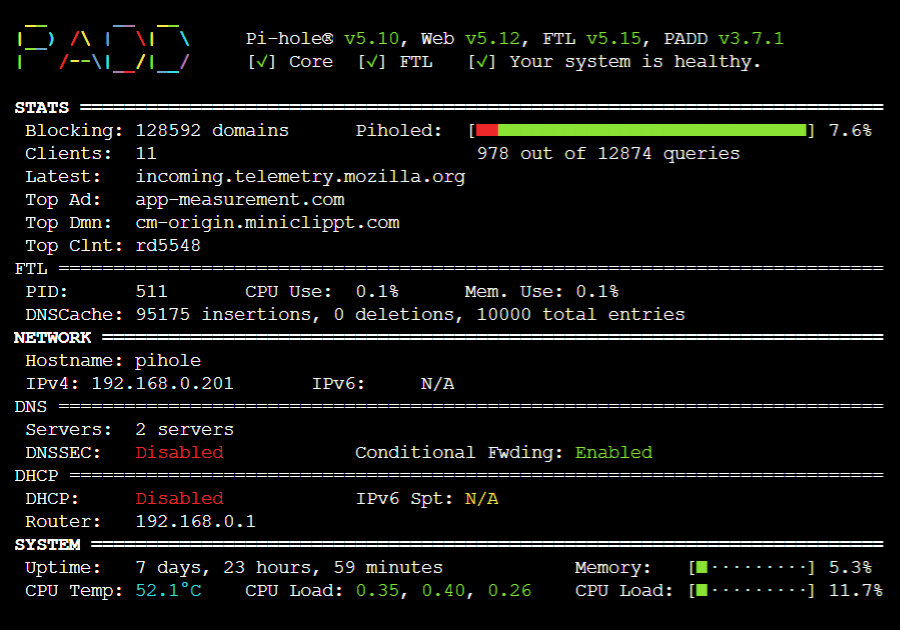 PADD
Pi-hole® v5.10, Web v5.12, FTL v5.15, PADD v3.7.1
[✓] Core [✓] FTL [✓] Your system is healthy.
STATS ==========================================================================
Blocking: 128592 domains Piholed: [ ] 7.6%
Clients: 11 978 out of 12874 queries
Latest: incoming.telemetry.mozilla.org
Top Ad: app-measurement.com
Top Dmn: cm-origin.miniclippt.com
Top Clnt: rd5548
FTL ============================================================================
PID: 511 CPU Use: 0.1% Mem. Use: 0.1%
DNSCache: 95175 insertions, 0 deletions, 10000 total entries
NETWORK ========================================================================
Hostname: pihole
IPv4: 192.168.0.201 IPv6: N/A
DNS ============================================================================
Servers: 2 servers
DNSSEC: Disabled Conditional Fwding: Enabled
DHCP ===========================================================================
DHCP: Disabled IPv6 Spt: N/A
Router: 192.168.0.1
SYSTEM =========================================================================
Uptime: 7 days, 23 hours, 59 minutes Memory: [■·········] 5.3%
CPU Temp: 52.1°C CPU Load: 0.35, 0.40, 0.26 CPU Load: [■·········] 11.7%